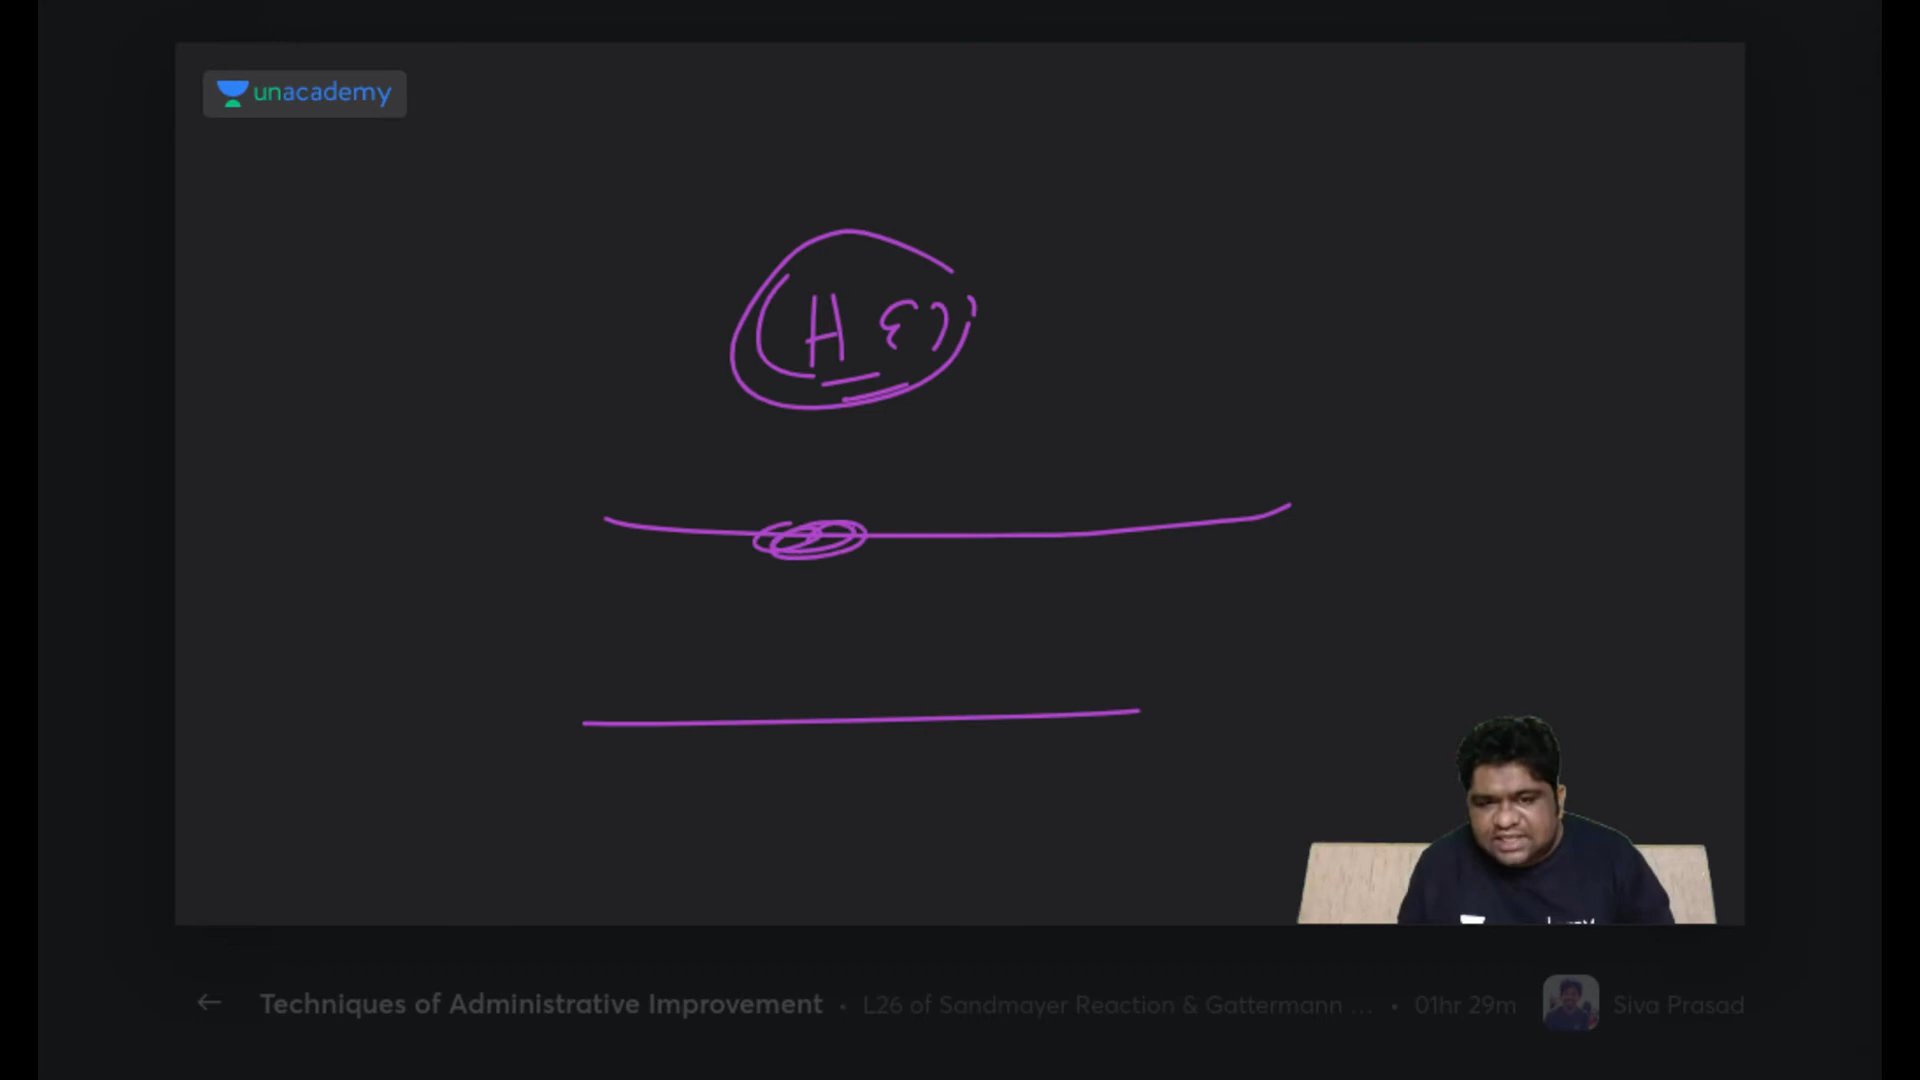 unacademy
H
← Techniques of Administrative Improvement • L26 of Sandmayer Reaction & Gattermann ... • 01hr 29m Siva Prasad